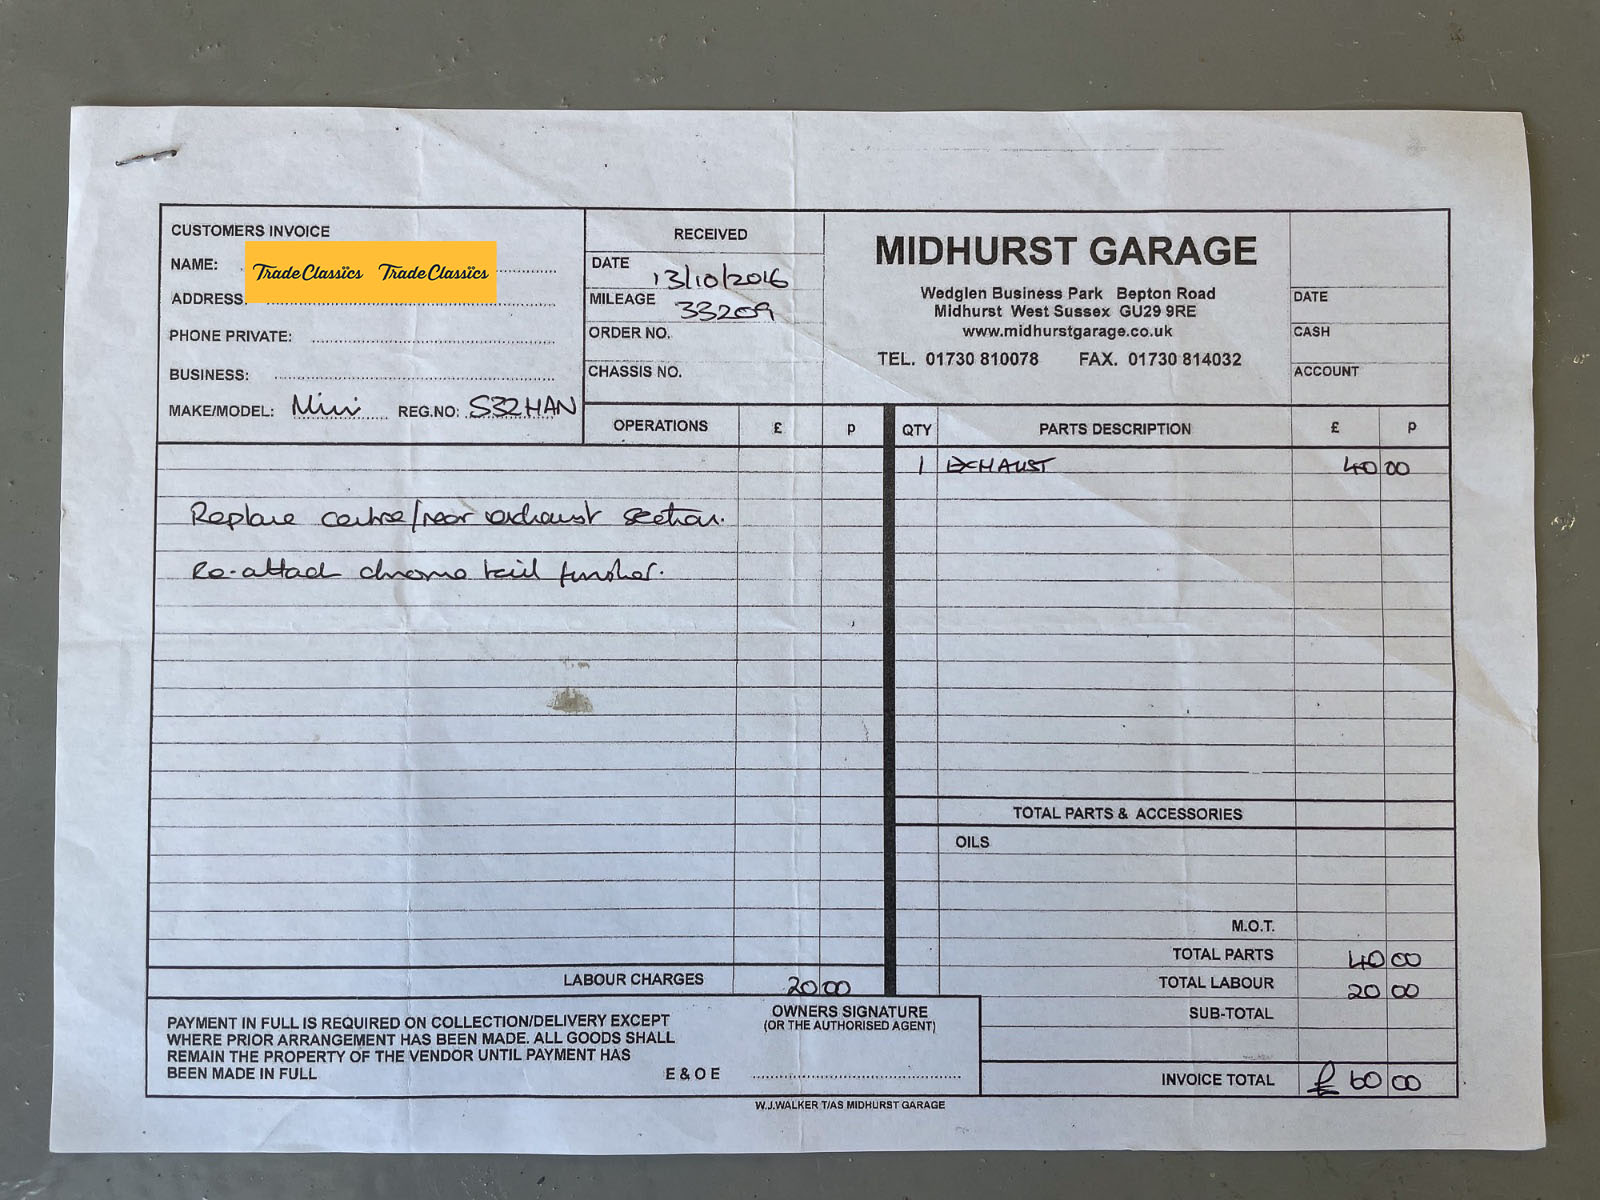 CUSTOMERS INVOICE
NAME: TradeClassics TradeClassics
ADDRESS
PHONE PRIVATE:
BUSINESS:
MAKE/MODEL: Mini REG.NO: S32HAN
RECEIVED
DATE 13/10/2016
MILEAGE 33209
ORDER NO.
CHASSIS NO.
MIDHURST GARAGE
Wedglen Business Park Bepton Road
Midhurst West Sussex GU29 9RE
www.midhurstgarage.co.uk
TEL. 01730 810078 FAX. 01730 814032
DATE
CASH
ACCOUNT
OPERATIONS £ p QTY PARTS DESCRIPTION £ p
1 EXHAUST 40 00
Replace centre/rear exhaust section.
Re-attach chrome tail finisher.
TOTAL PARTS & ACCESSORIES
OILS
M.O.T.
TOTAL PARTS 40 00
LABOUR CHARGES 20 00
TOTAL LABOUR 20 00
SUB-TOTAL
INVOICE TOTAL £ 60 00
PAYMENT IN FULL IS REQUIRED ON COLLECTION/DELIVERY EXCEPT
WHERE PRIOR ARRANGEMENT HAS BEEN MADE. ALL GOODS SHALL
REMAIN THE PROPERTY OF THE VENDOR UNTIL PAYMENT HAS
BEEN MADE IN FULL E & O E
OWNERS SIGNATURE
(OR THE AUTHORISED AGENT)
W.J.WALKER T/AS MIDHURST GARAGE